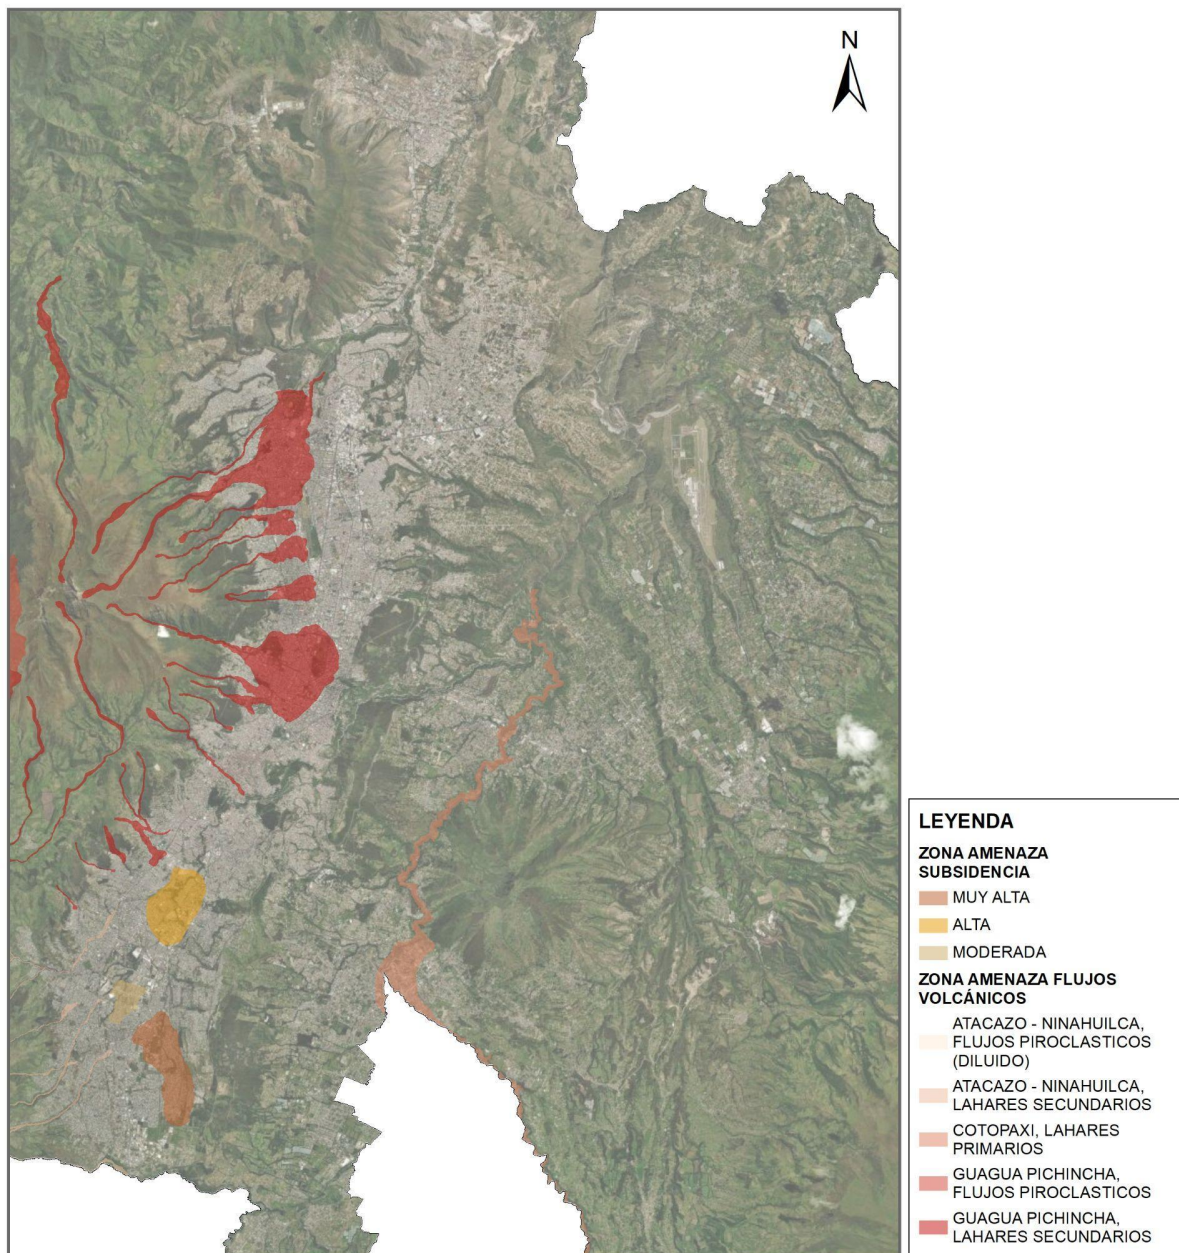 N
LEYENDA
ZONA AMENAZA
SUBSIDENCIA
MUY ALTA
ALTA
MODERADA
ZONA AMENAZA FLUJOS
VOLCÁNICOS
ATACAZO - NINAHUILCA,
FLUJOS PIROCLASTICOS
(DILUIDO)
ATACAZO - NINAHUILCA,
LAHARES SECUNDARIOS
COTOPAXI, LAHARES
PRIMARIOS
GUAGUA PICHINCHA,
FLUJOS PIROCLASTICOS
GUAGUA PICHINCHA,
LAHARES SECUNDARIOS